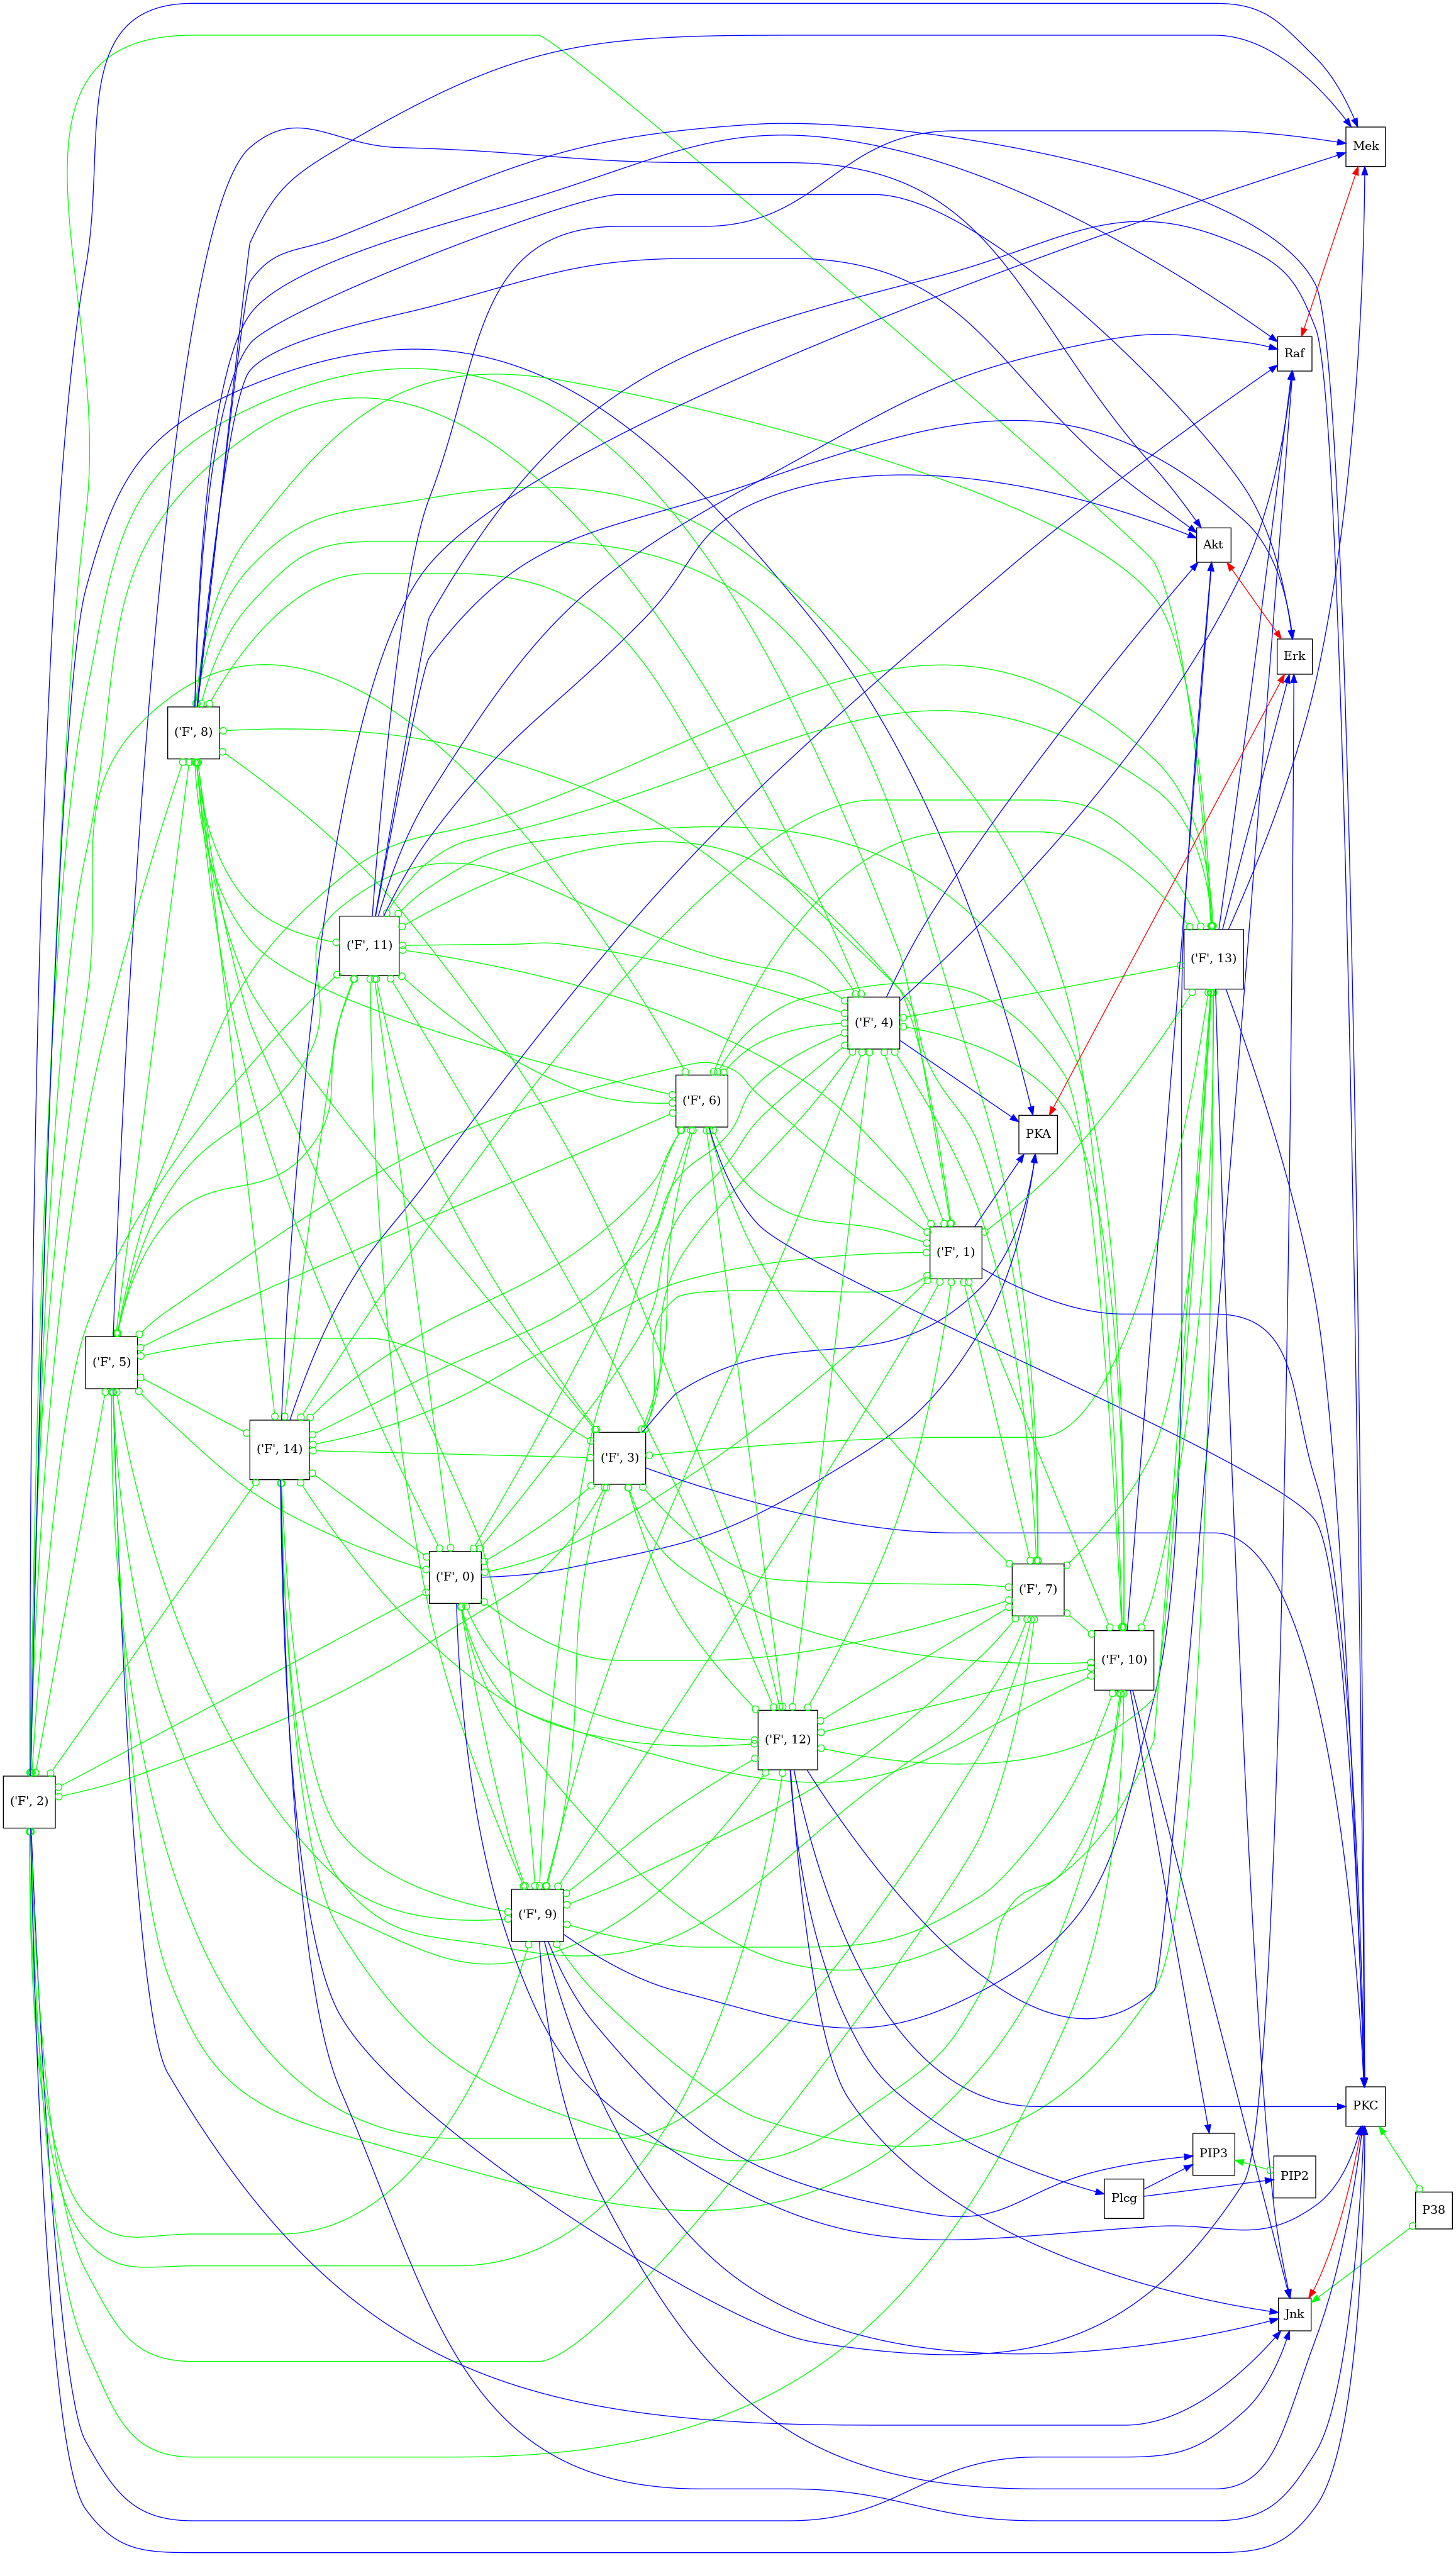 Mek
Raf
Akt
Erk
('F', 8)
('F', 11)
('F', 13)
('F', 4)
('F', 6)
PKA
('F', 1)
('F', 5)
('F', 14)
('F', 3)
('F', 0)
('F', 7)
('F', 10)
('F', 12)
('F', 2)
('F', 9)
PKC
PIP3
PIP2
Plcg
P38
Jnk